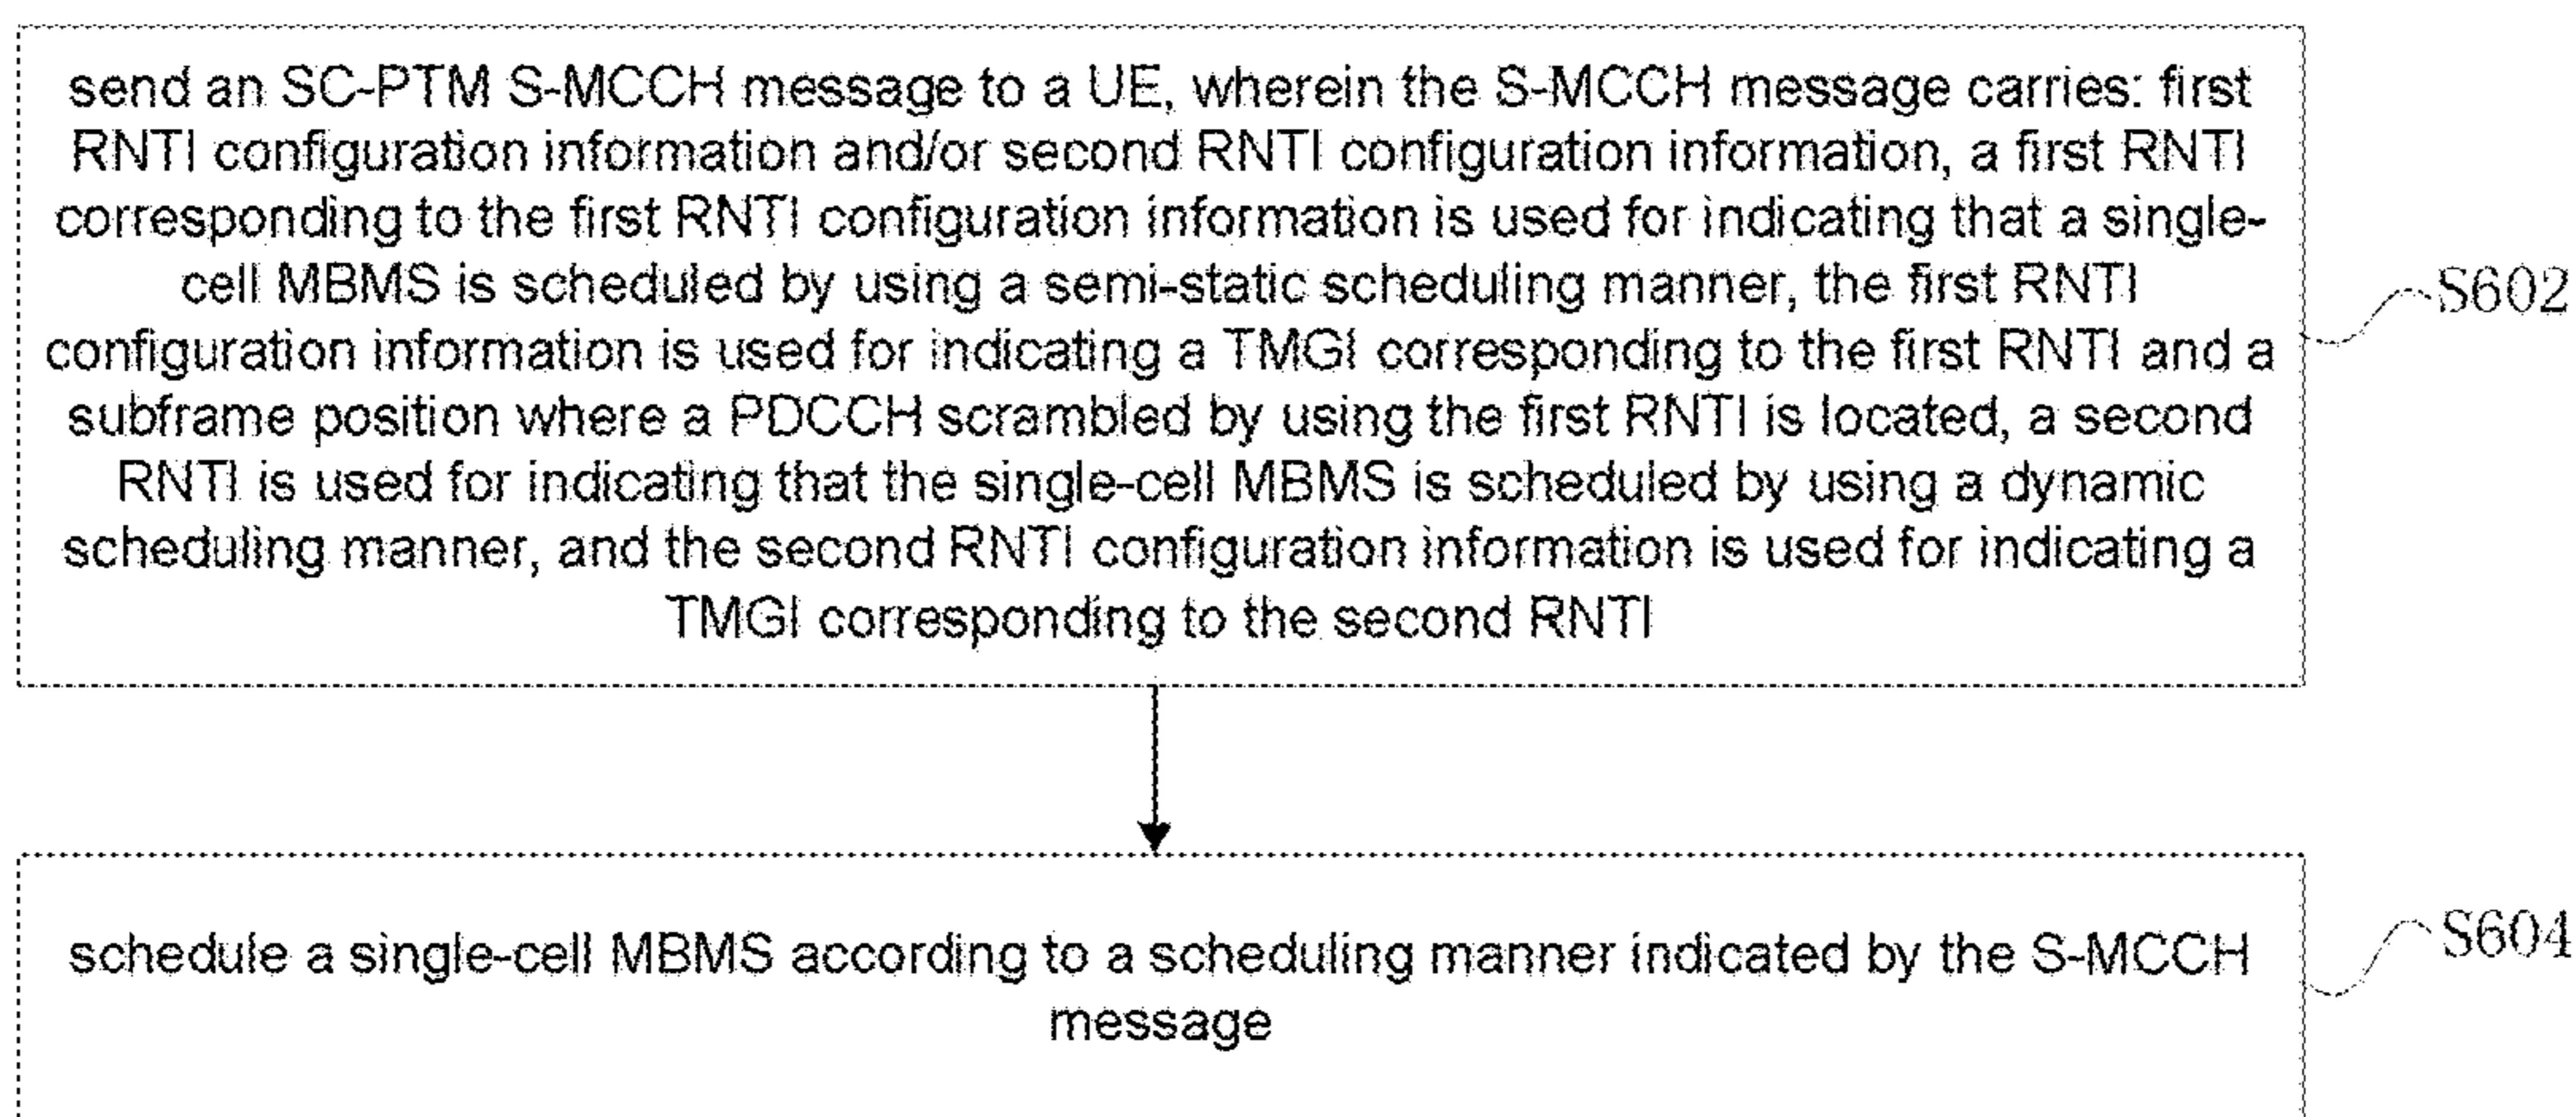 send an SC-PTM S-MCCH message to a UE, wherein the S-MCCH message carries: first
RNTI configuration information and/or second RNTI configuration information, a first RNTI
corresponding to the first RNTI configuration information is used for indicating that a single-
cell MBMS is scheduled by using a semi-static scheduling manner, the first RNTI
configuration information is used for indicating a TMGI corresponding to the first RNTI and a
subframe position where a PDCCH scrambled by using the first RNTI is located, a second
RNTI is used for indicating that the single-cell MBMS is scheduled by using a dynamic
scheduling manner, and the second RNTI configuration information is used for indicating a
TMGI corresponding to the second RNTI
S602
schedule a single-cell MBMS according to a scheduling manner indicated by the S-MCCH
message
S604